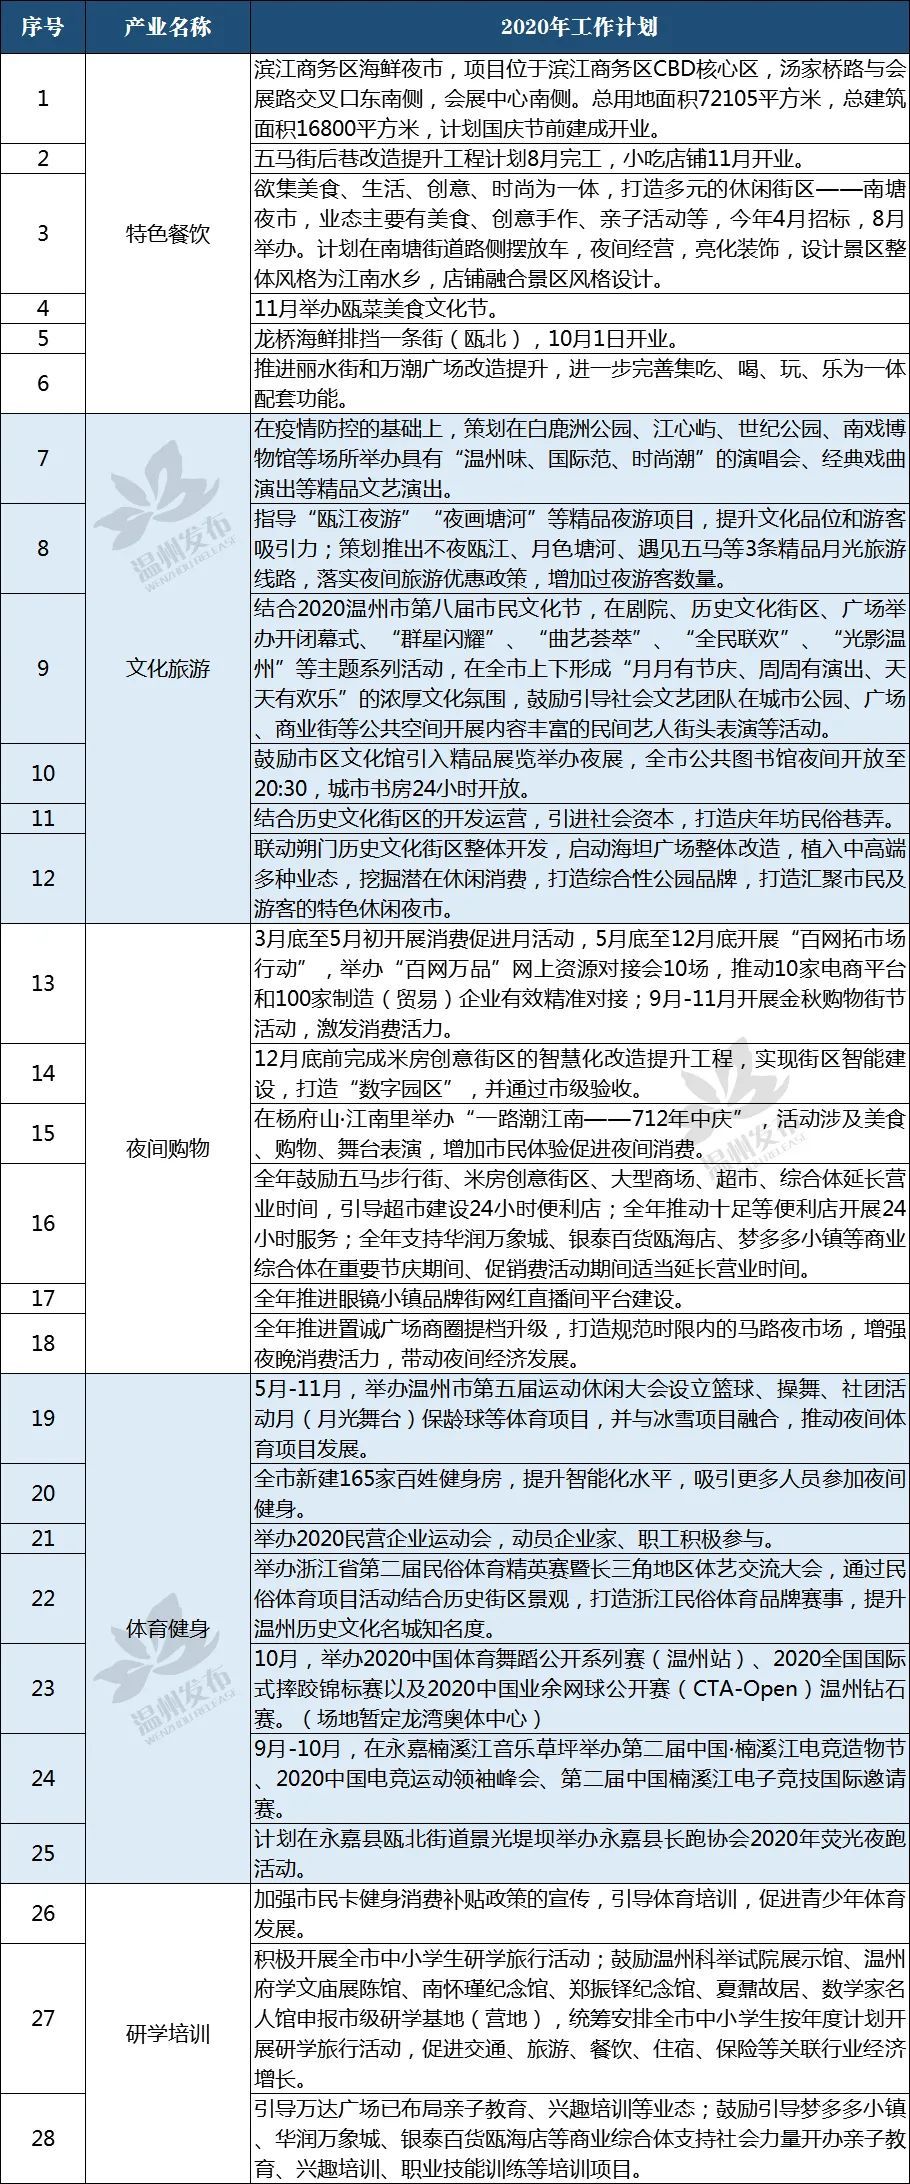 序号
产业名称
2020年工作计划
1
特色餐饮
滨江商务区海鲜夜市，项目位于滨江商务区CBD核心区，汤家桥路与会
展路交叉口东南侧，会展中心南侧。总用地面积72105平方米，总建筑
面积16800平方米，计划国庆节前建成开业。
2
五马街后巷改造提升工程计划8月完工，小吃店铺11月开业。
3
欲集美食、生活、创意、时尚为一体，打造多元的休闲街区——南塘
夜市，业态主要有美食、创意手作、亲子活动等，今年4月招标，8月
举办。计划在南塘街道路侧摆放车，夜间经营，亮化装饰，设计景区整
体风格为江南水乡，店铺融合景区风格设计。
4
11月举办瓯菜美食文化节。
5
龙桥海鲜排挡一条街（瓯北），10月1日开业。
6
推进丽水街和万潮广场改造提升，进一步完善集吃、喝、玩、乐为一体
配套功能。
7
文化旅游
在疫情防控的基础上，策划在白鹿洲公园、江心屿、世纪公园、南戏博
物馆等场所举办具有“温州味、国际范、时尚潮”的演唱会、经典戏曲
演出等精品文艺演出。
8
指导“瓯江夜游”“夜画塘河”等精品夜游项目，提升文化品位和游客
吸引力；策划推出不夜瓯江、月色塘河、遇见五马等3条精品月光旅游
线路，落实夜间旅游优惠政策，增加过夜游客数量。
9
结合2020温州市第八届市民文化节，在剧院、历史文化街区、广场举
办开闭幕式、“群星闪耀”、“曲艺荟萃”、“全民联欢”、“光影温
州”等主题系列活动，在全市上下形成“月月有节庆、周周有演出、天
天有欢乐”的浓厚文化氛围，鼓励引导社会文艺团队在城市公园、广场
、商业街等公共空间开展内容丰富的民间艺人街头表演等活动。
10
鼓励市区文化馆引入精品展览举办夜展，全市公共图书馆夜间开放至
20:30，城市书房24小时开放。
11
结合历史文化街区的开发运营，引进社会资本，打造庆年坊民俗巷弄。
12
联动朔门历史文化街区整体开发，启动海坦广场整体改造，植入中高端
多种业态，挖掘潜在休闲消费，打造综合性公园品牌，打造汇聚市民及
游客的特色休闲夜市。
13
夜间购物
3月底至5月初开展消费促进月活动，5月底至12月底开展“百网拓市场
行动”，举办“百网万品”网上资源对接会10场，推动10家电商平台
和100家制造（贸易）企业有效精准对接；9月-11月开展金秋购物街节
活动，激发消费活力。
14
12月底前完成米房创意街区的智慧化改造提升工程，实现街区智能建
设，打造“数字园区”，并通过市级验收。
15
在杨府山·江南里举办“一路潮江南——712年中庆”，活动涉及美食
、购物、舞台表演，增加市民体验促进夜间消费。
16
全年鼓励五马步行街、米房创意街区、大型商场、超市、综合体延长营
业时间，引导超市建设24小时便利店；全年推动十足等便利店开展24
小时服务；全年支持华润万象城、银泰百货瓯海店、梦多多小镇等商业
综合体在重要节庆期间、促销费活动期间适当延长营业时间。
17
全年推进眼镜小镇品牌街网红直播间平台建设。
18
全年推进置诚广场商圈提档升级，打造规范时限内的马路夜市场，增强
夜晚消费活力，带动夜间经济发展。
19
体育健身
5月-11月，举办温州市第五届运动休闲大会设立篮球、操舞、社团活
动月（月光舞台）保龄球等体育项目，并与冰雪项目融合，推动夜间体
育项目发展。
20
全市新建165家百姓健身房，提升智能化水平，吸引更多人员参加夜间
健身。
21
举办2020民营企业运动会，动员企业家、职工积极参与。
22
举办浙江省第二届民俗体育精英赛暨长三角地区体艺交流大会，通过民
俗体育项目活动结合历史街区景观，打造浙江民俗体育品牌赛事，提升
温州历史文化名城知名度。
23
10月，举办2020中国体育舞蹈公开系列赛（温州站）、2020全国国际
式摔跤锦标赛以及2020中国业余网球公开赛（CTA-Open）温州钻石
赛。（场地暂定龙湾奥体中心）
24
9月-10月，在永嘉楠溪江音乐草坪举办第二届中国·楠溪江电竞造物节
、2020中国电竞运动领袖峰会、第二届中国楠溪江电子竞技国际邀请
赛。
25
计划在永嘉县瓯北街道景光堤坝举办永嘉县长跑协会2020年荧光夜跑
活动。
26
研学培训
加强市民卡健身消费补贴政策的宣传，引导体育培训，促进青少年体育
发展。
27
积极开展全市中小学生研学旅行活动；鼓励温州科举试院展示馆、温州
府学文庙展陈馆、南怀瑾纪念馆、郑振铎纪念馆、夏鼐故居、数学家名
人馆申报市级研学基地（营地），统筹安排全市中小学生按年度计划开
展研学旅行活动，促进交通、旅游、餐饮、住宿、保险等关联行业经济
增长。
28
引导万达广场已布局亲子教育、兴趣培训等业态；鼓励引导梦多多小镇
、华润万象城、银泰百货瓯海店等商业综合体支持社会力量开办亲子教
育、兴趣培训、职业技能训练等培训项目。
温州发布
WENZHOU RELEASE
温州发布
温州发布
WENZHOU RELEASE